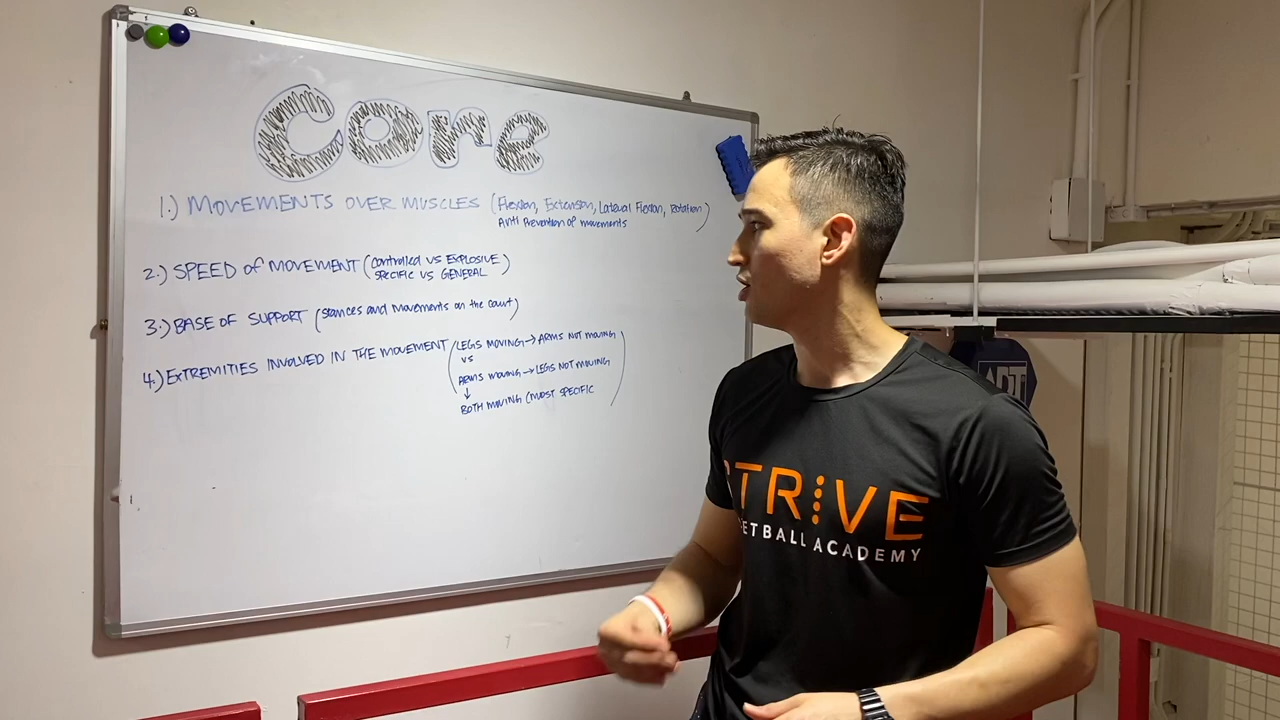 Core
1.) MOVEMENTS OVER MUSCLES (Flexion, Extension, Lateral Flexion, Rotation)
Anti Prevention of movements
2.) SPEED OF MOVEMENT (Controlled VS EXPLOSIVE)
SPECIFIC VS GENERAL
3.) BASE OF SUPPORT (stances and movements on the court)
4.) EXTREMITIES INVOLVED IN THE MOVEMENT (LEGS MOVING → ARMS NOT MOVING
VS
ARMS MOVING → LEGS NOT MOVING
↓
BOTH MOVING (MOST SPECIFIC)
STRIVE
ETBALL ACADEMY
ADT